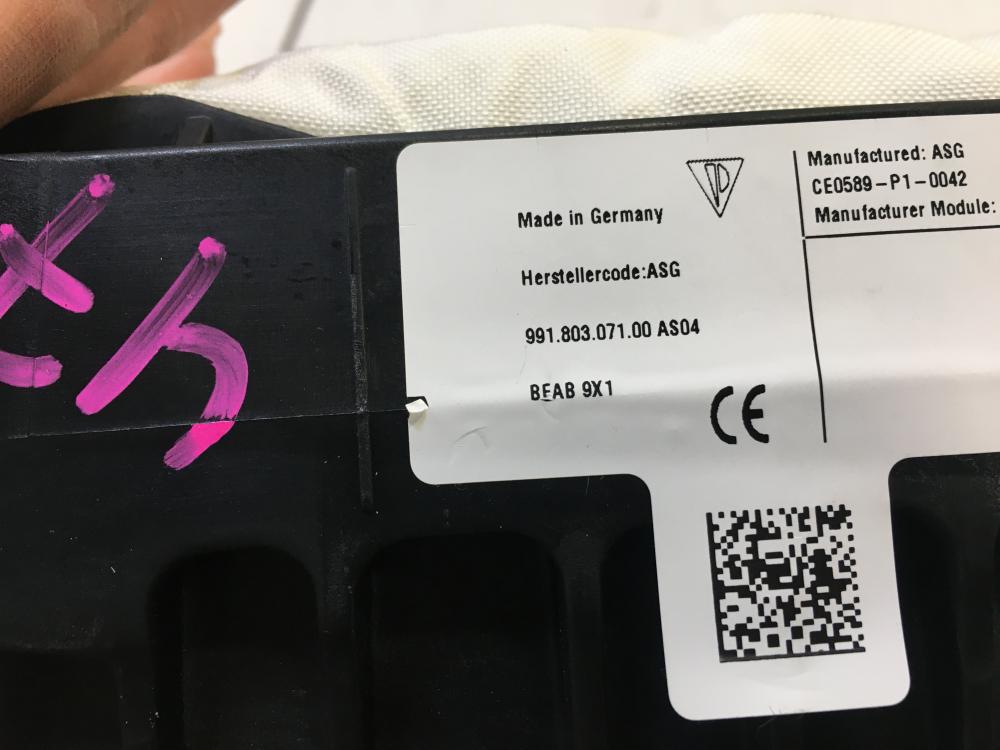 Made in Germany
Herstellercode:ASG
991.803.071.00 AS04
BFAB 9X1
CE
Manufactured: ASG
CE0589-P1-0042
Manufacturer Module: